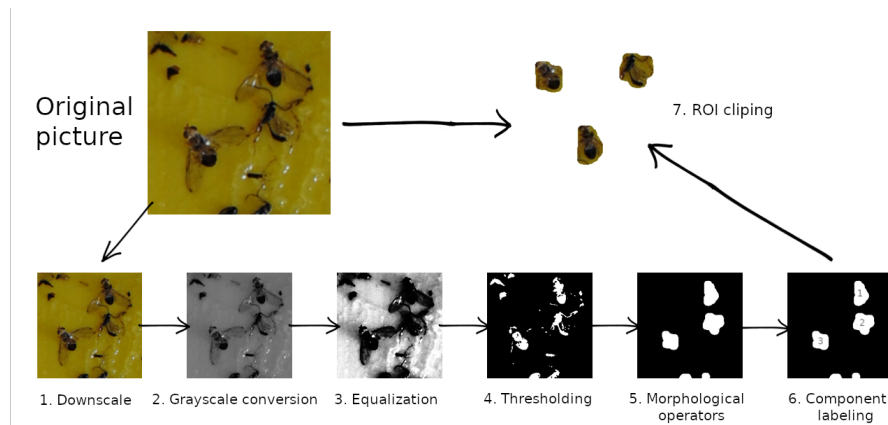 Original
picture
7. ROI cliping
1. Downscale
2. Grayscale conversion
3. Equalization
4. Thresholding
5. Morphological
operators
6. Component
labeling
1
2
3